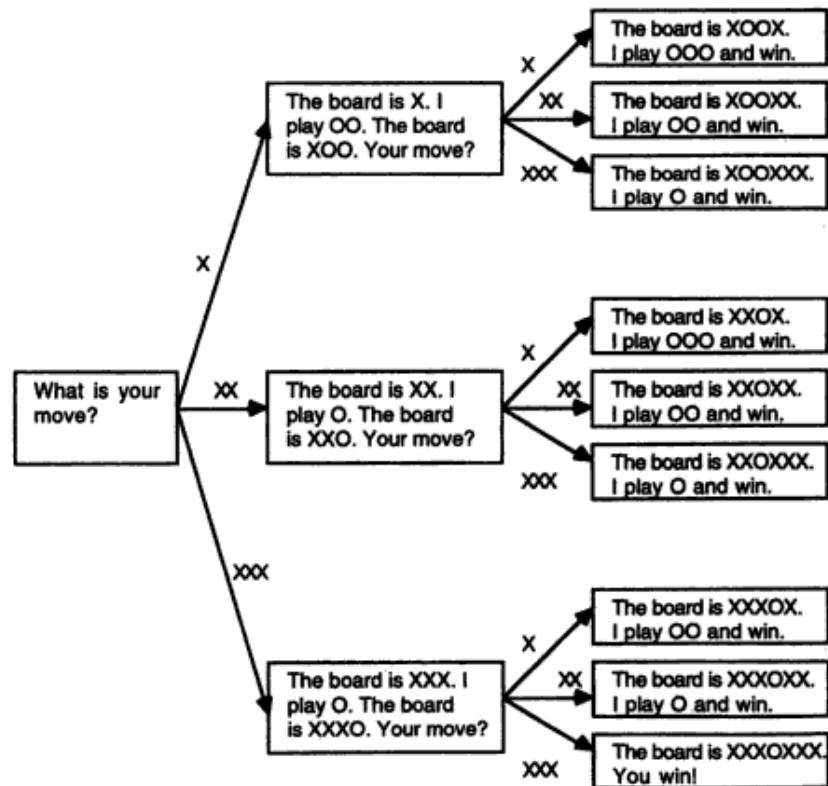 The board is XOOX.
I play OOO and win.
X
The board is X. I
play OO. The board
is XOO. Your move?
XX
The board is XOOXX.
I play OO and win.
XXX
The board is XOOXXX.
I play O and win.
X
The board is XXOX.
I play OOO and win.
X
What is your
move?
XX
The board is XX. I
play O. The board
is XXO. Your move?
XX
The board is XXOXX.
I play OO and win.
XXX
The board is XXOXXX.
I play O and win.
XXX
The board is XXXOX.
I play OO and win.
X
The board is XXX. I
play O. The board
is XXXO. Your move?
XX
The board is XXXOXX.
I play O and win.
XXX
The board is XXXOXXX.
You win!